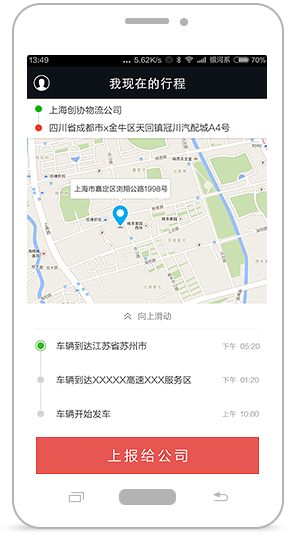 13:49 ... 5.62K/s 银河系 70%
我现在的行程
上海创协物流公司
四川省成都市x金牛区天回镇冠川汽配城A4号
上海市嘉定区浏翔公路1998号
向上滑动
车辆到达江苏省苏州市 下午 05:20
车辆到达XXXXX高速XXX服务区 下午 01:20
车辆开始发车 上午 10:00
上报给公司